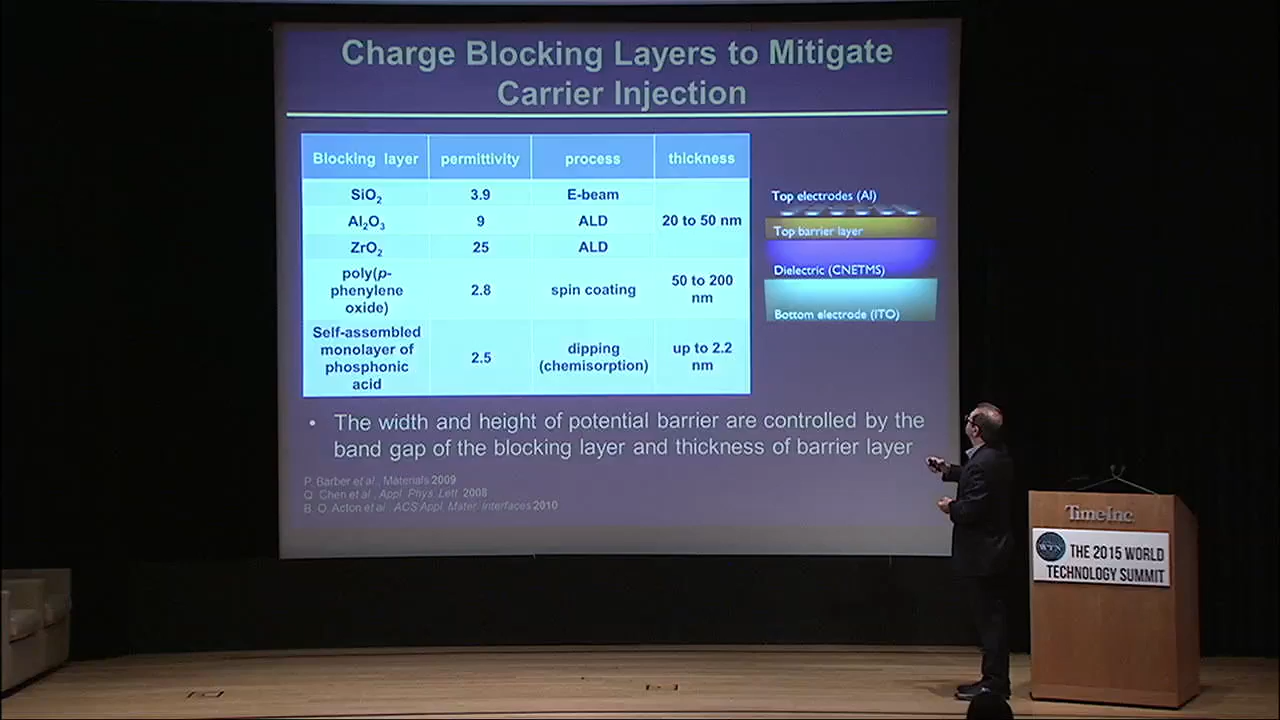 Charge Blocking Layers to Mitigate
Carrier Injection
Blocking layer permittivity process thickness
SiO₂ 3.9 E-beam
Al₂O₃ 9 ALD 20 to 50 nm
ZrO₂ 25 ALD
poly(p-
phenylene
oxide)
2.8
spin coating
50 to 200
nm
Self-assembled
monolayer of
phosphonic
acid
2.5
dipping
(chemisorption)
up to 2.2
nm
Top electrodes (Al)
Top barrier layer
Dielectric (CNETMS)
Bottom electrode (ITO)
• The width and height of potential barrier are controlled by the
band gap of the blocking layer and thickness of barrier layer
P. Barber et al., Materials 2009
Q. Chen et al., Appl. Phys. Lett. 2008
B. O. Acton et al. ACS Appl. Mater. Interfaces 2010
Time Inc.
WTN
THE 2015 WORLD
TECHNOLOGY SUMMIT